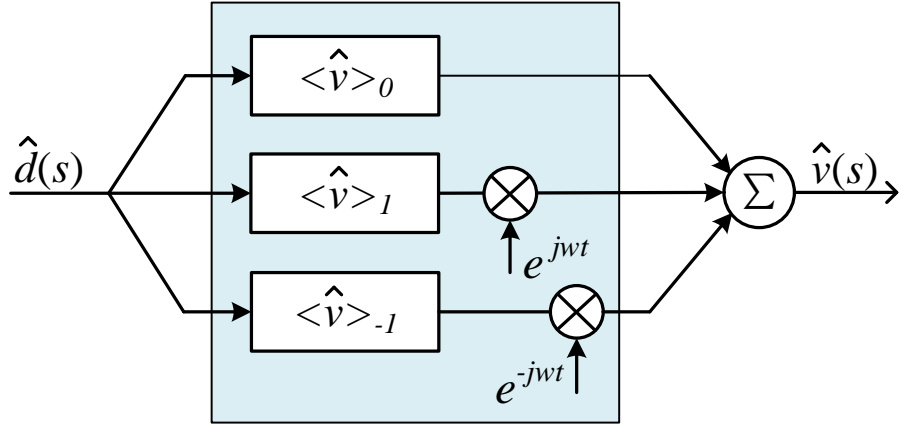 <v̂>₀
d̂(s)
<v̂>₁
e^jwt
Σ
v̂(s)
<v̂>₋₁
e^-jwt